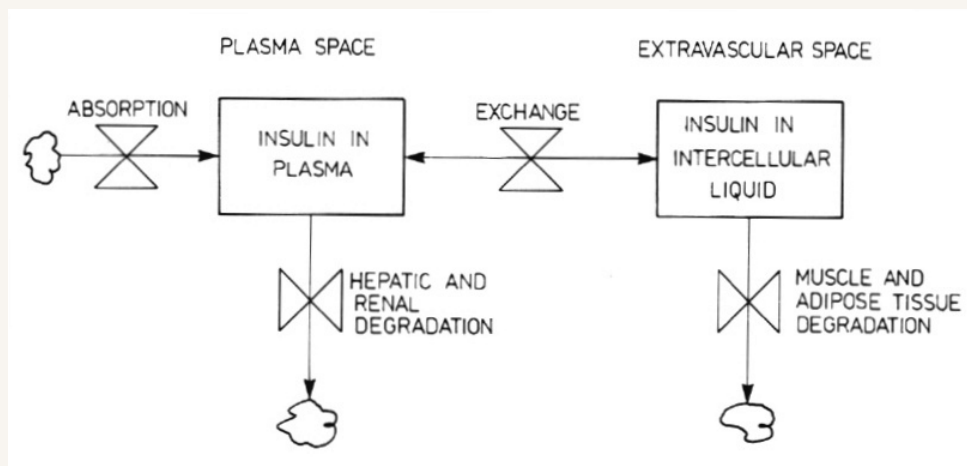 PLASMA SPACE
EXTRAVASCULAR SPACE
ABSORPTION
EXCHANGE
INSULIN IN
PLASMA
INSULIN IN
INTERCELLULAR
LIQUID
HEPATIC AND
RENAL
DEGRADATION
MUSCLE AND
ADIPOSE TISSUE
DEGRADATION